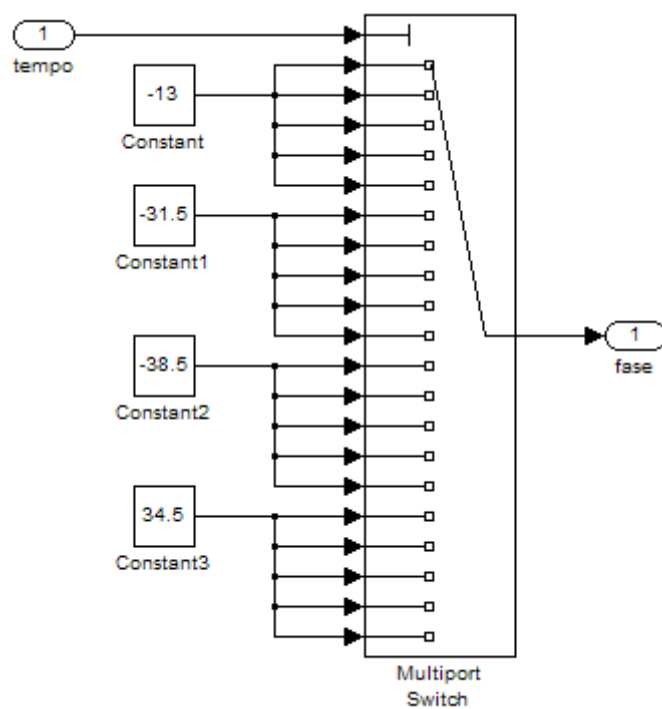 1
tempo
-13
Constant
-31.5
Constant1
-38.5
Constant2
34.5
Constant3
1
fase
Multiport
Switch